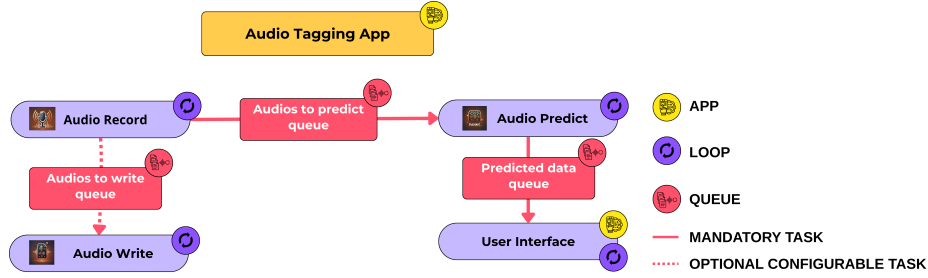 Audio Tagging App
Audio Record
Audios to predict
queue
Audio Predict
Audios to write
queue
Predicted data
queue
Audio Write
User Interface
APP
LOOP
QUEUE
MANDATORY TASK
OPTIONAL CONFIGURABLE TASK